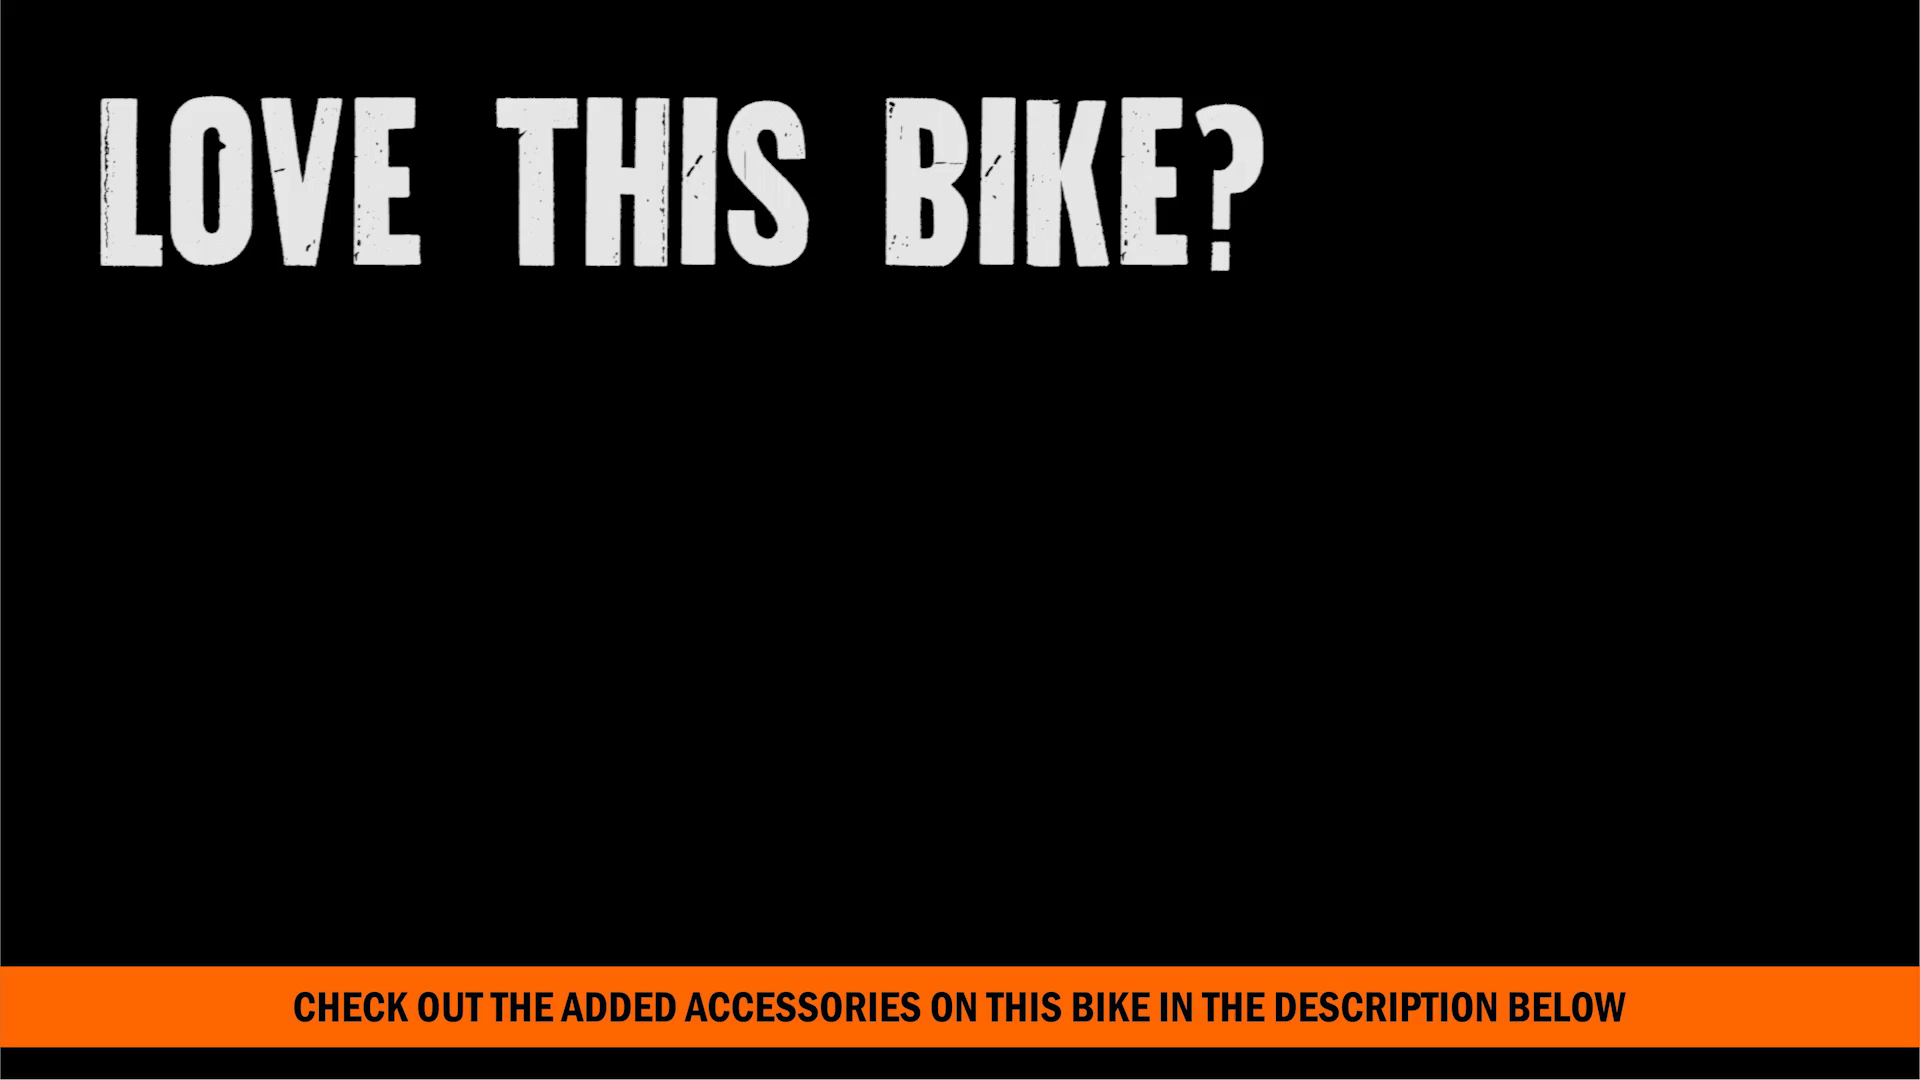 LOVE THIS BIKE?
CHECK OUT THE ADDED ACCESSORIES ON THIS BIKE IN THE DESCRIPTION BELOW